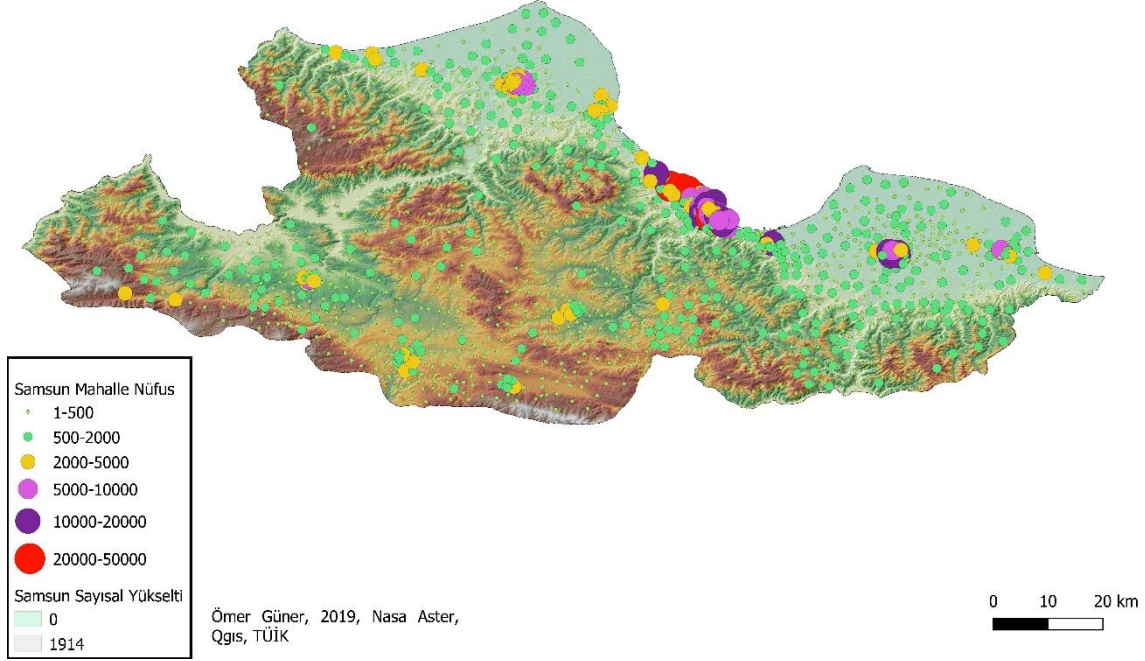 Samsun Mahalle Nüfus
1-500
500-2000
2000-5000
5000-10000
10000-20000
20000-50000
Samsun Sayısal Yükselti
0
1914
Ömer Güner, 2019, Nasa Aster,
Qgıs, TÜİK
0 10 20 km